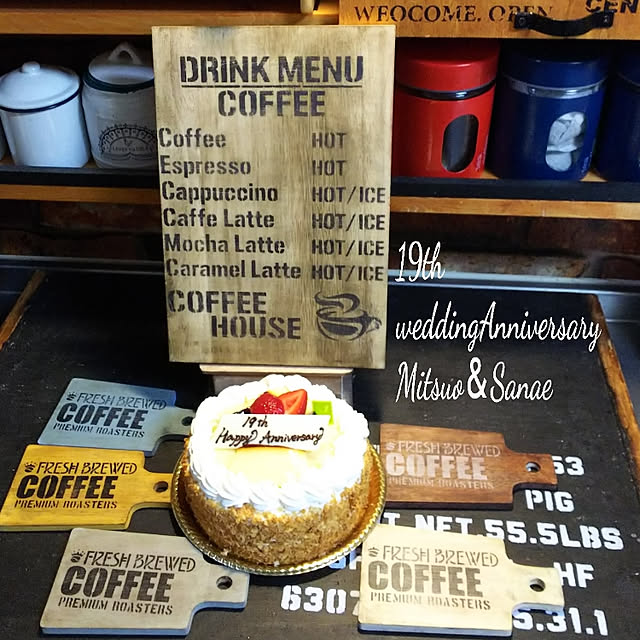 WEOCOME. OPEN
CEN
DRINK MENU
COFFEE
Coffee HOT
Espresso HOT
Cappuccino HOT/ICE
Caffe Latte HOT/ICE
Mocha Latte HOT/ICE
Caramel Latte HOT/ICE
COFFEE
HOUSE
19th
weddingAnniversary
Mitsuo&Sanae
19th
Happy Anniversary
FRESH BREWED
COFFEE
PREMIUM ROASTERS
FRESH BREWED
COFFEE
PREMIUM ROASTERS
FRESH BREWED
COFFEE
PREMIUM ROASTERS
FRESH BREWED
COFFEE
PREMIUM ROASTERS
FRESH BREWED
COFFEE
PREMIUM ROASTERS
53
PIG
NET 55.5LBS
HF
6307
5.31.1